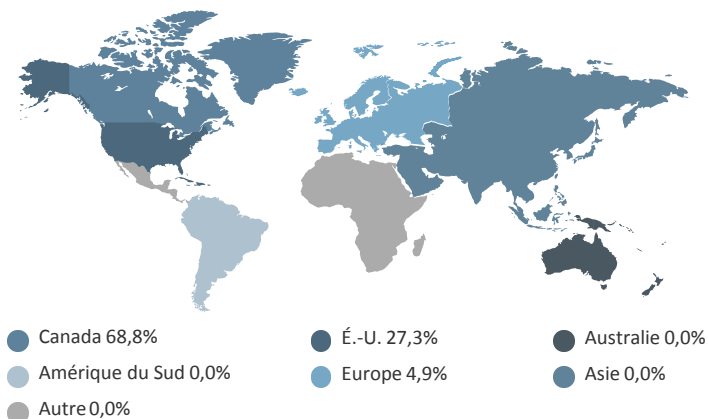 Canada 68,8%
É.-U. 27,3%
Australie 0,0%
Amérique du Sud 0,0%
Europe 4,9%
Asie 0,0%
Autre 0,0%